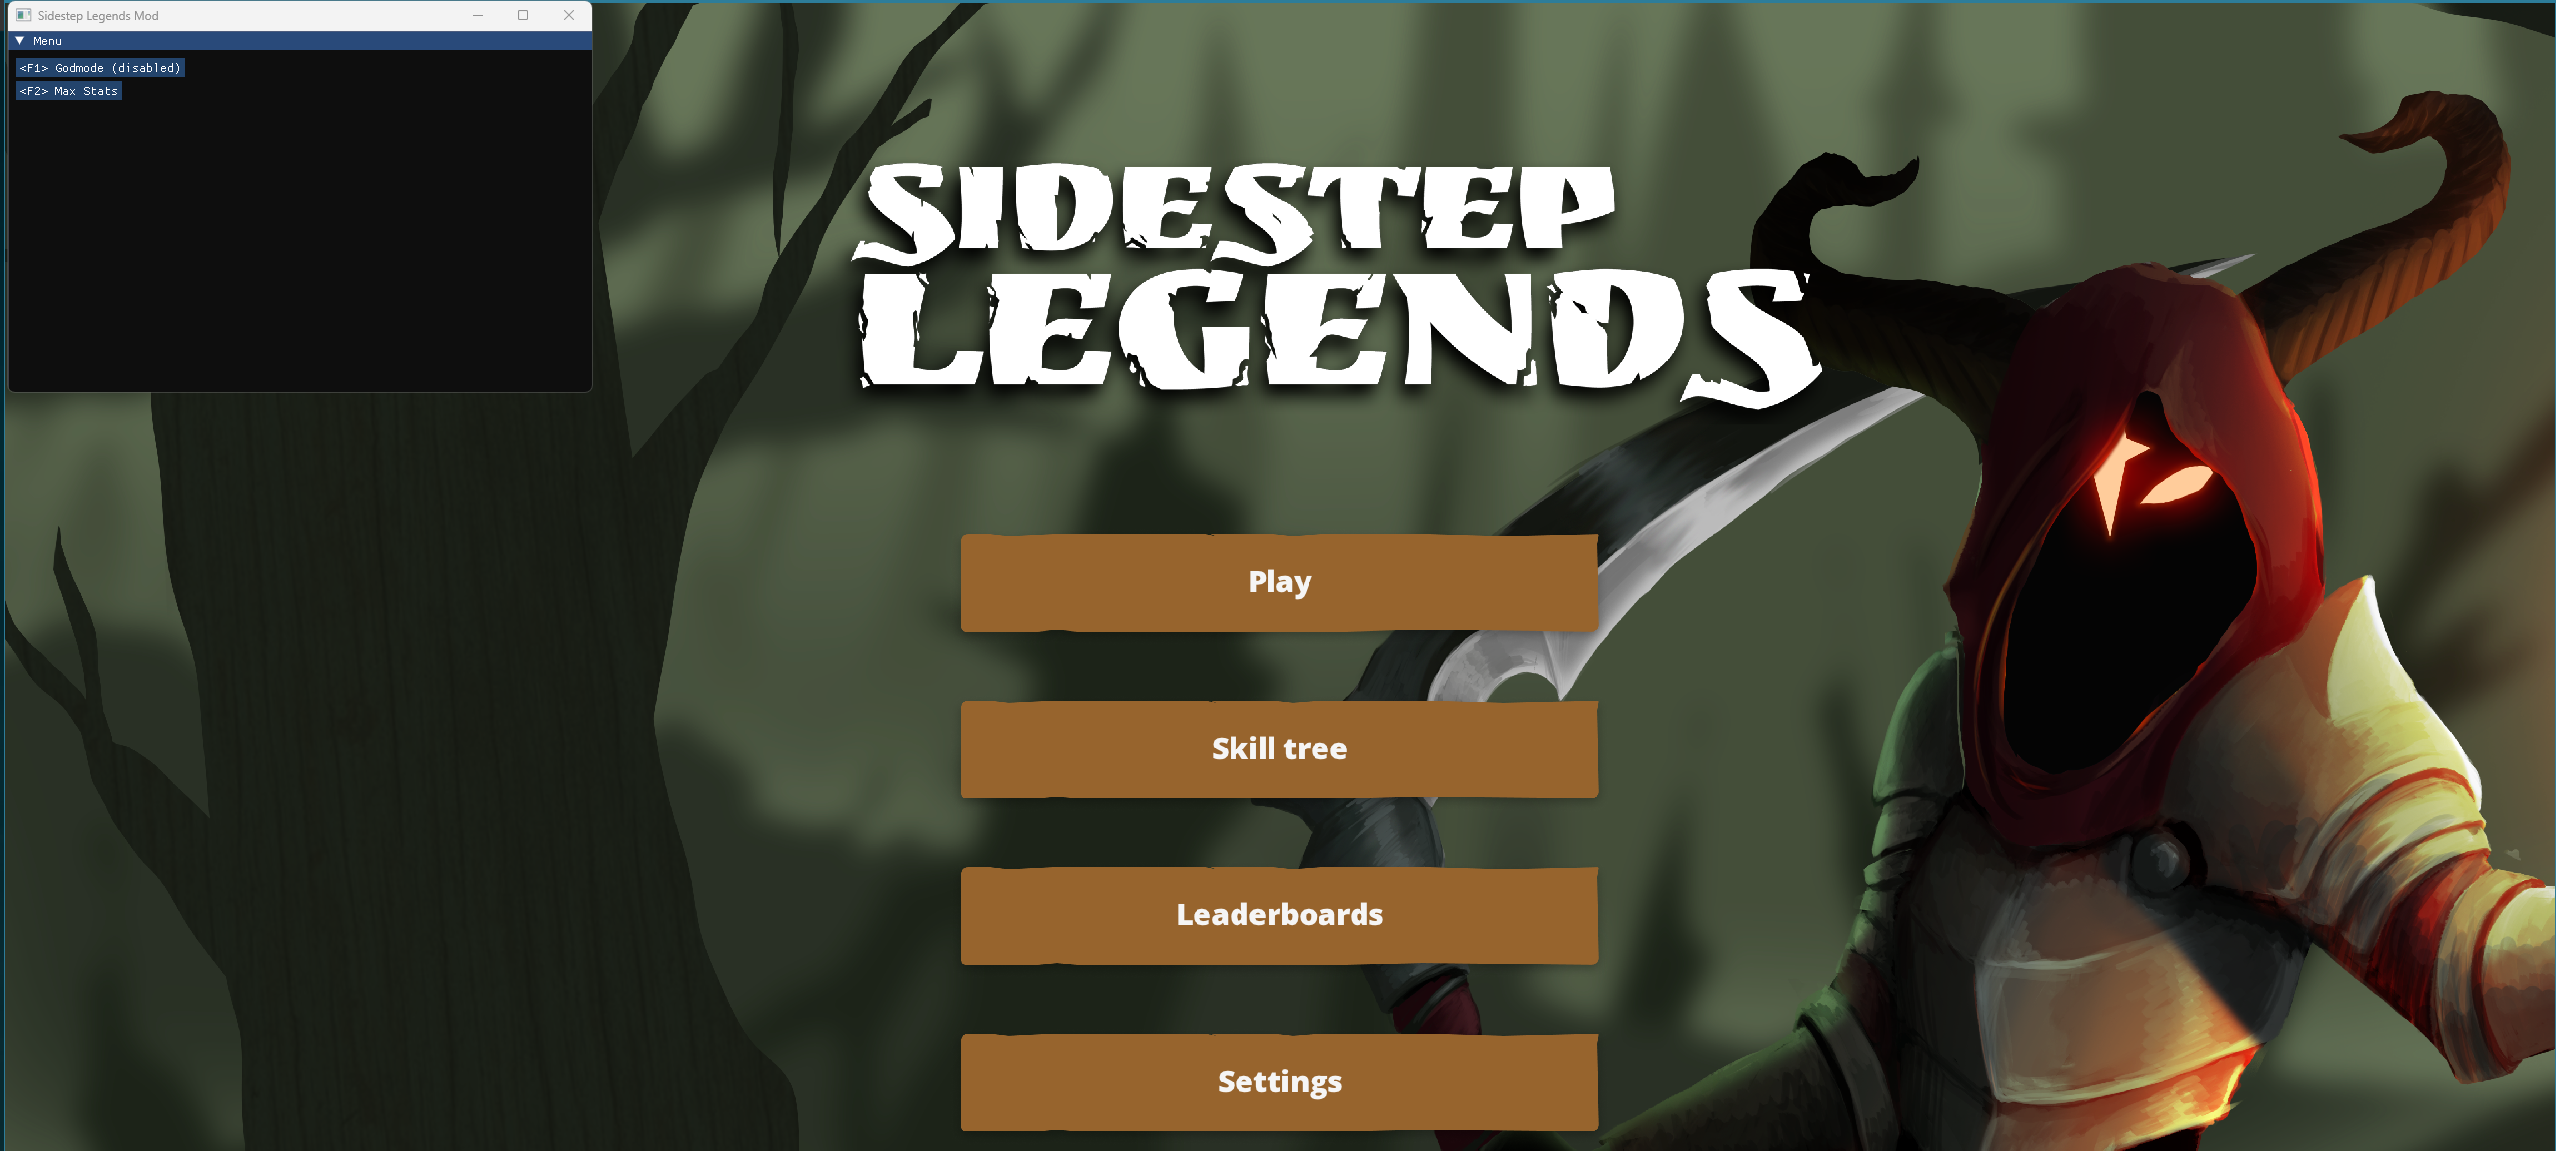 Sidestep Legends Mod
Menu
<F1> Godmode (disabled)
<F2> Max Stats
SIDESTEP
LEGENDS
Play
Skill tree
Leaderboards
Settings